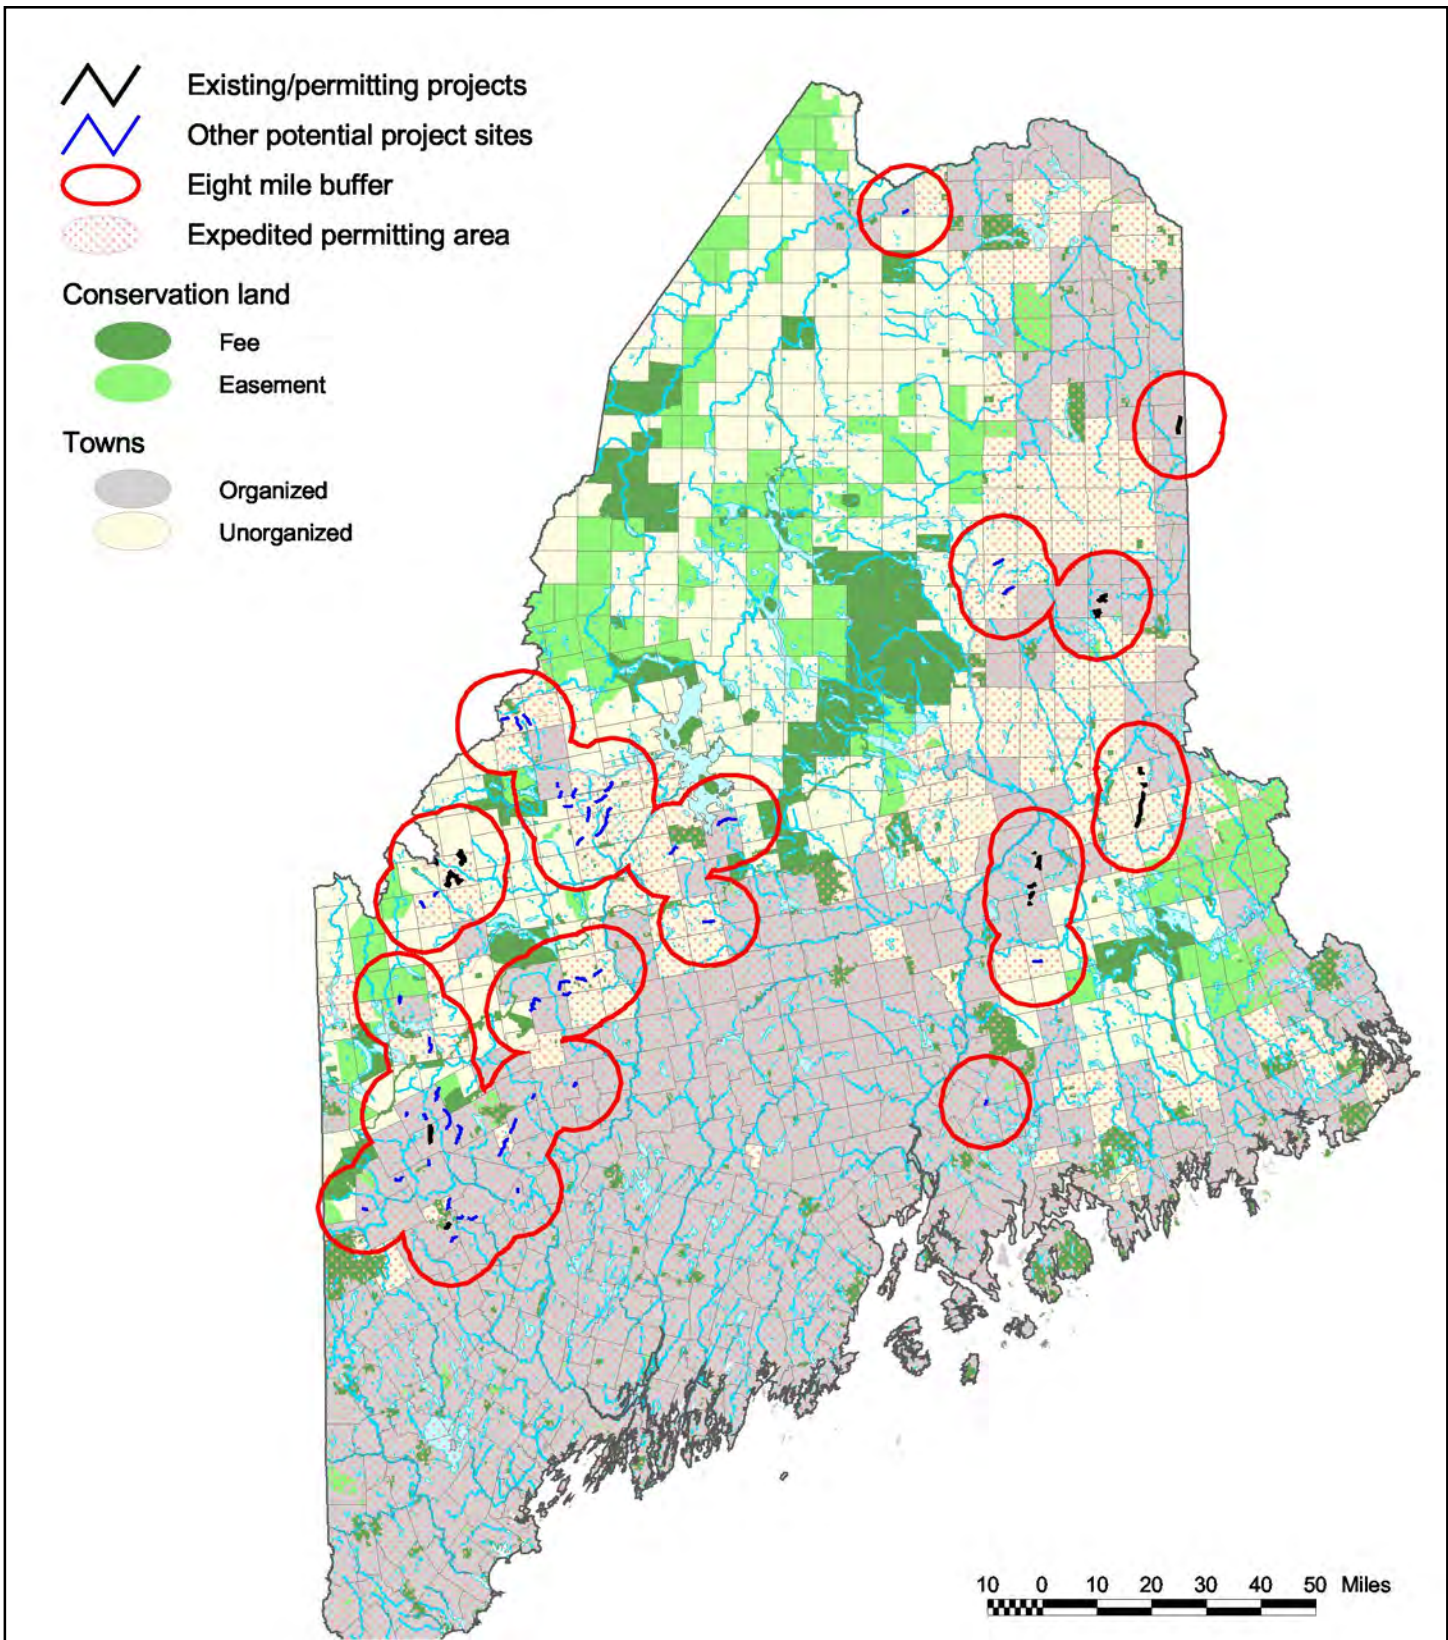 Existing/permitting projects
Other potential project sites
Eight mile buffer
Expedited permitting area
Conservation land
Fee
Easement
Towns
Organized
Unorganized
10 0 10 20 30 40 50 Miles